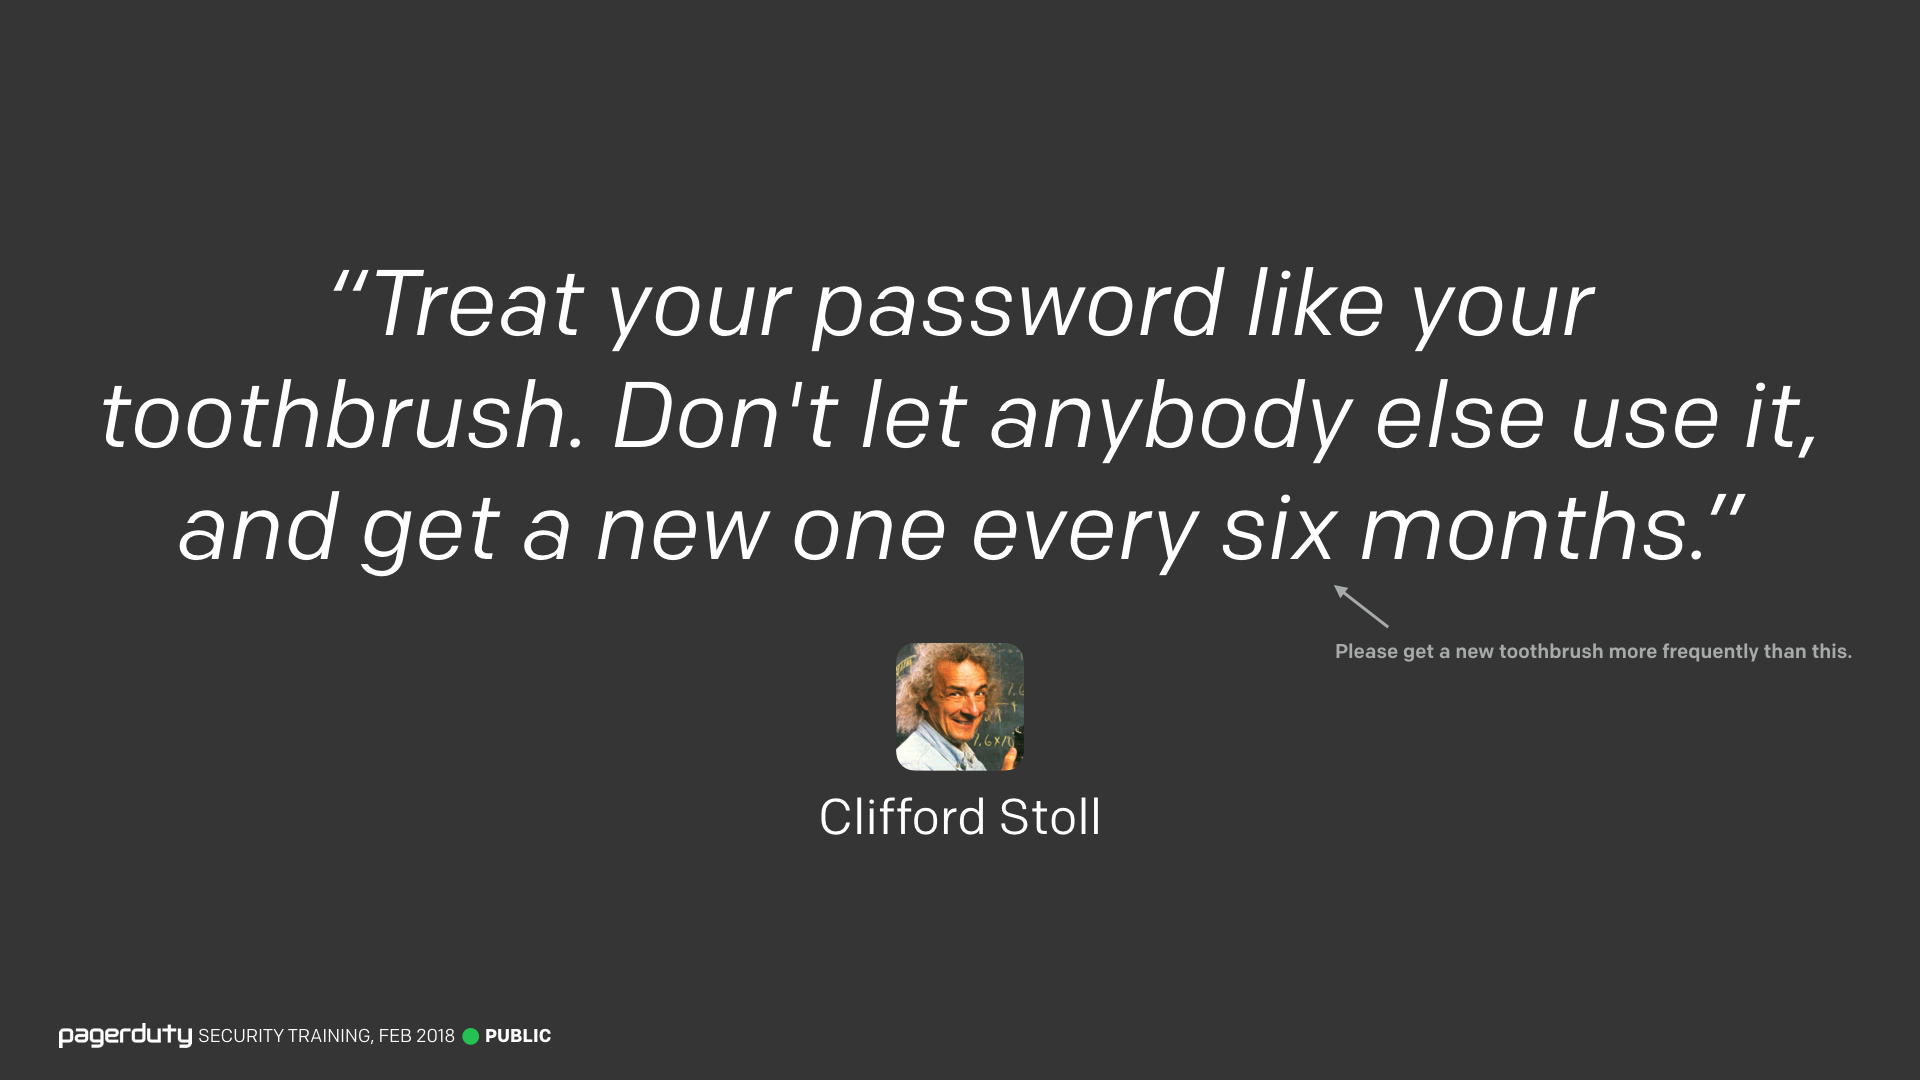 “Treat your password like your
toothbrush. Don't let anybody else use it,
and get a new one every six months.”
Please get a new toothbrush more frequently than this.
Clifford Stoll
pagerduty SECURITY TRAINING, FEB 2018 PUBLIC